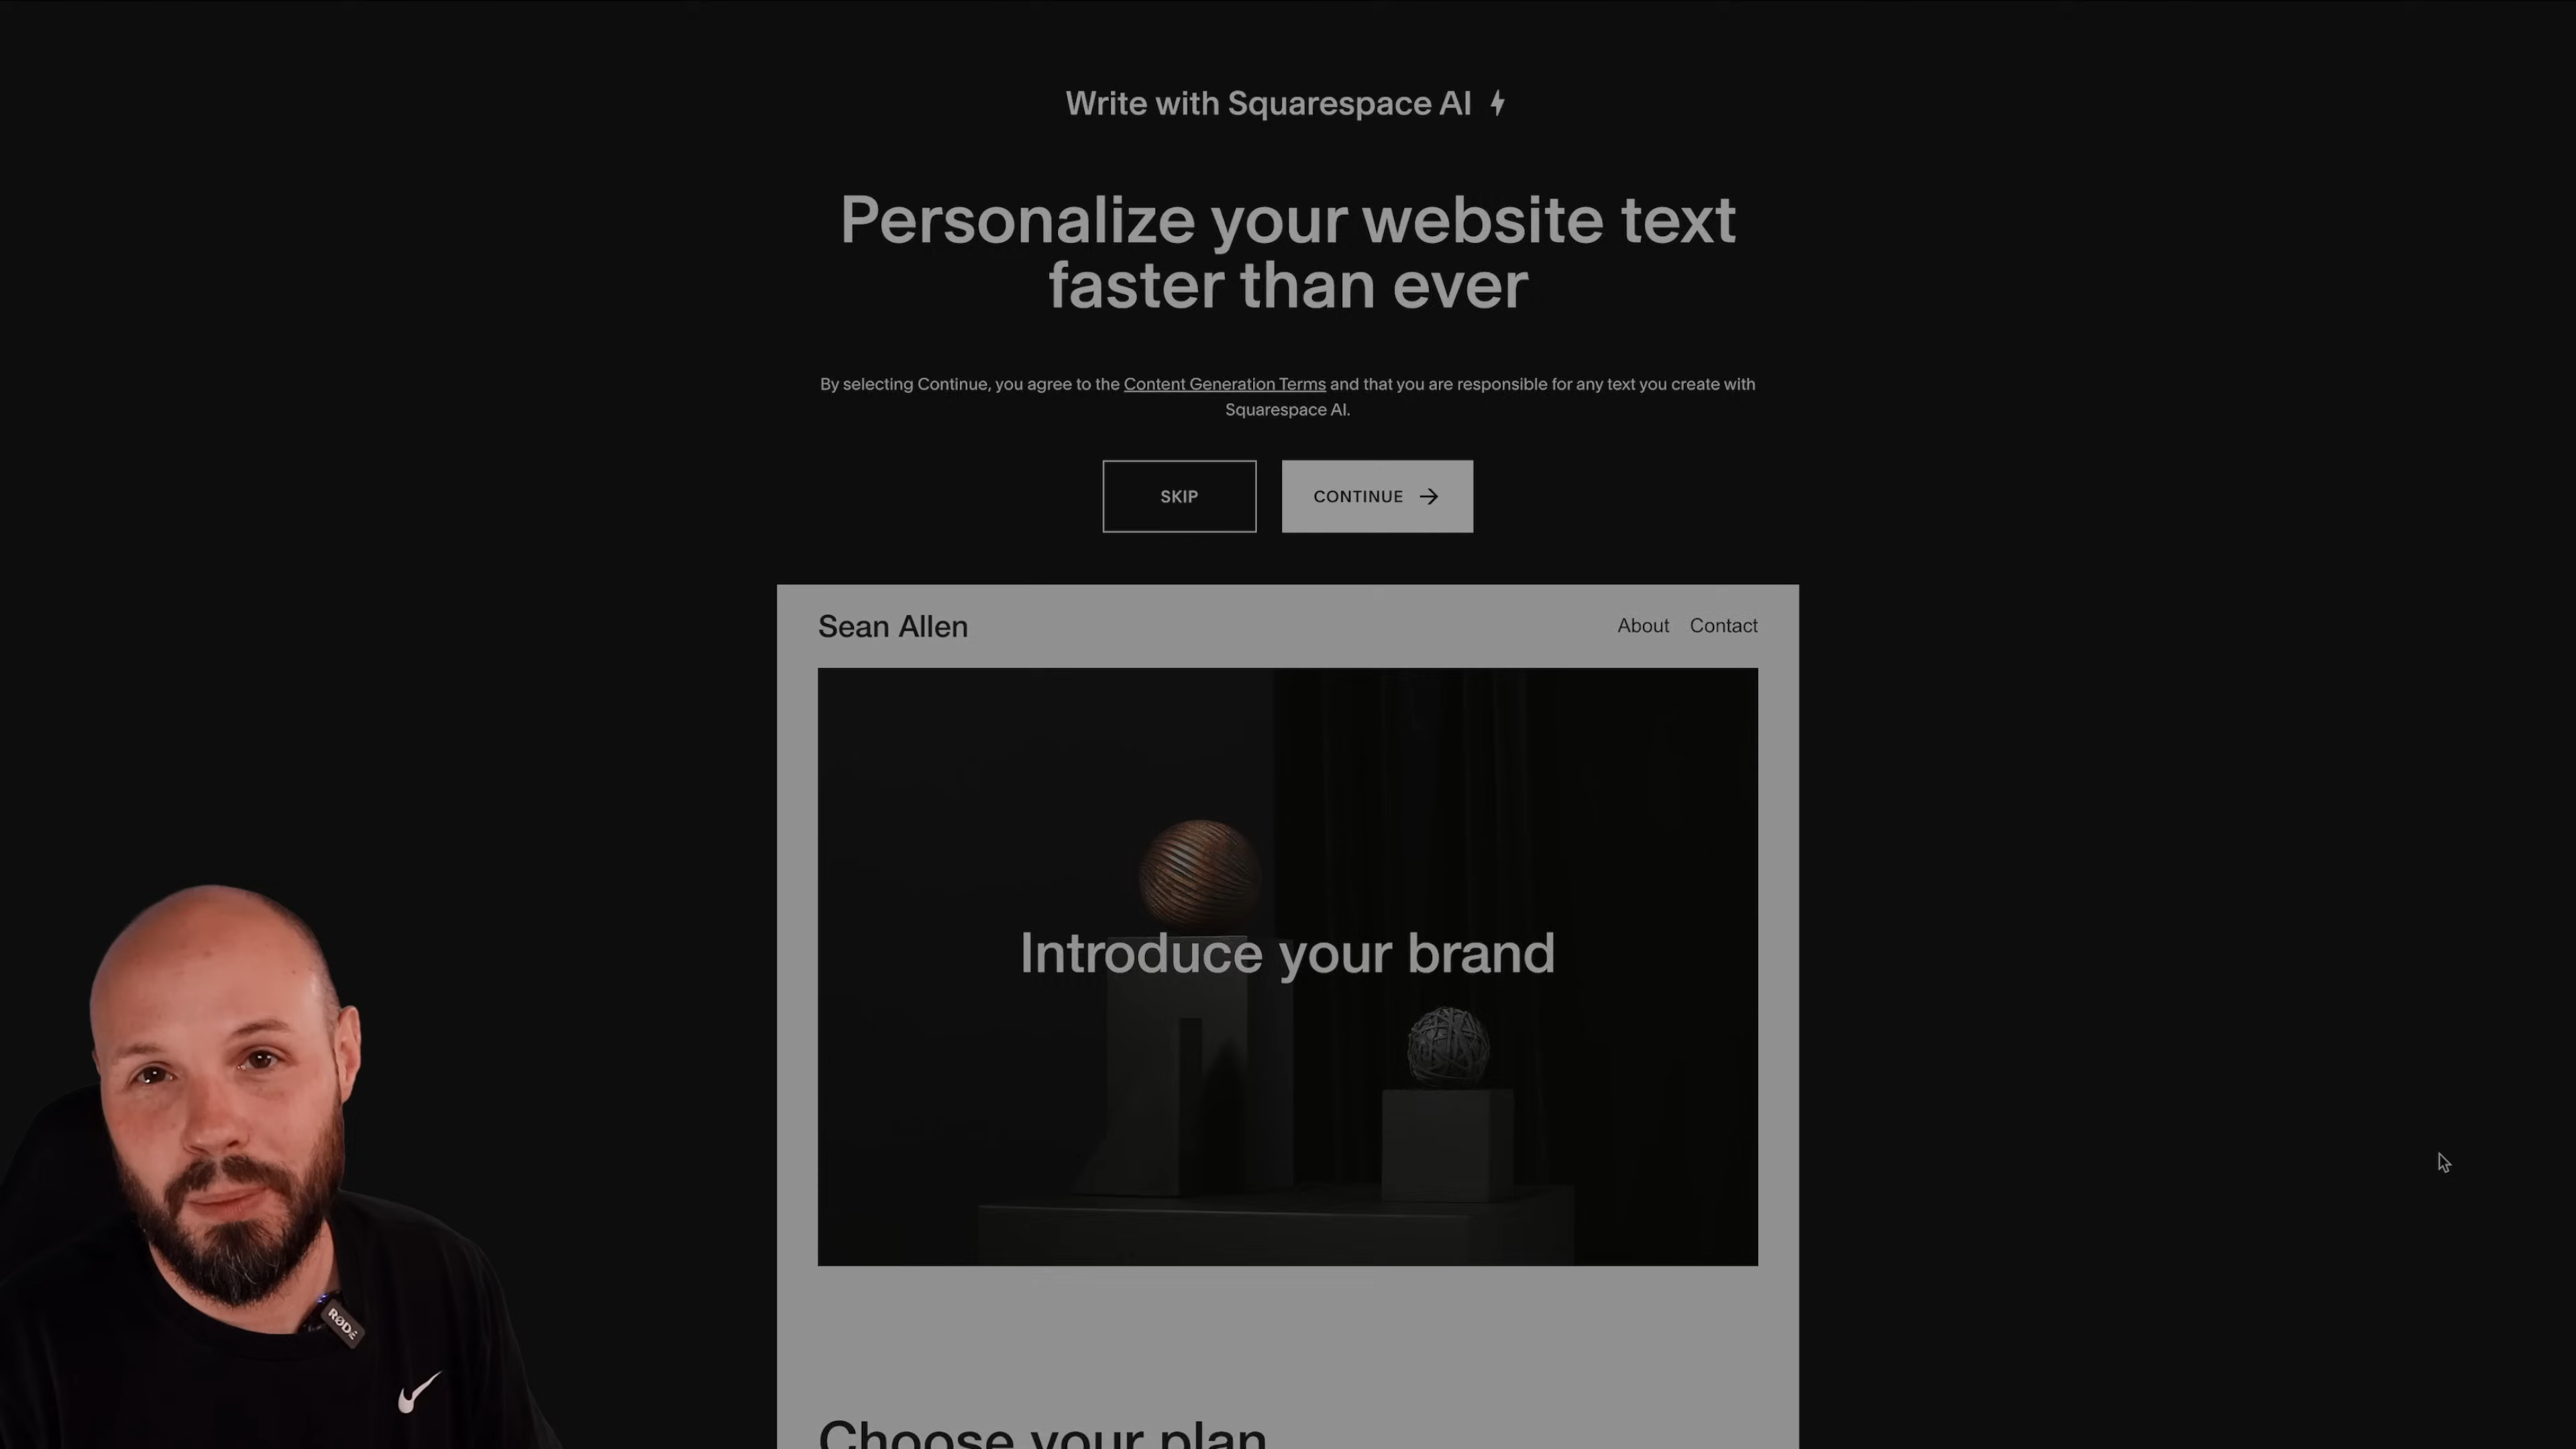 Write with Squarespace AI
Personalize your website text
faster than ever
By selecting Continue, you agree to the Content Generation Terms and that you are responsible for any text you create with
Squarespace AI.
SKIP
CONTINUE →
Sean Allen
About
Contact
Introduce your brand
RØDE
Choose your plan